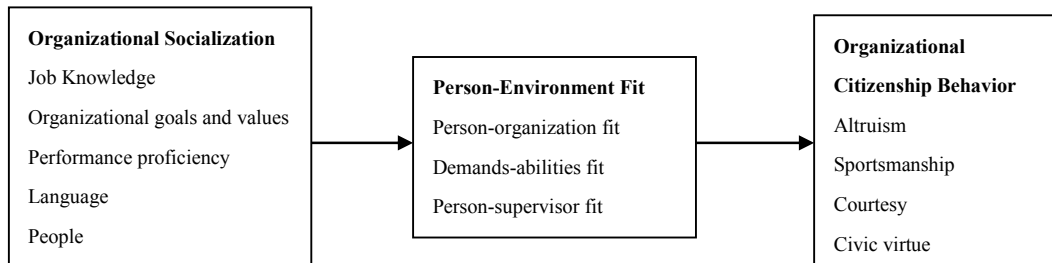 Organizational Socialization
Job Knowledge
Organizational goals and values
Performance proficiency
Language
People
Person-Environment Fit
Person-organization fit
Demands-abilities fit
Person-supervisor fit
Organizational
Citizenship Behavior
Altruism
Sportsmanship
Courtesy
Civic virtue